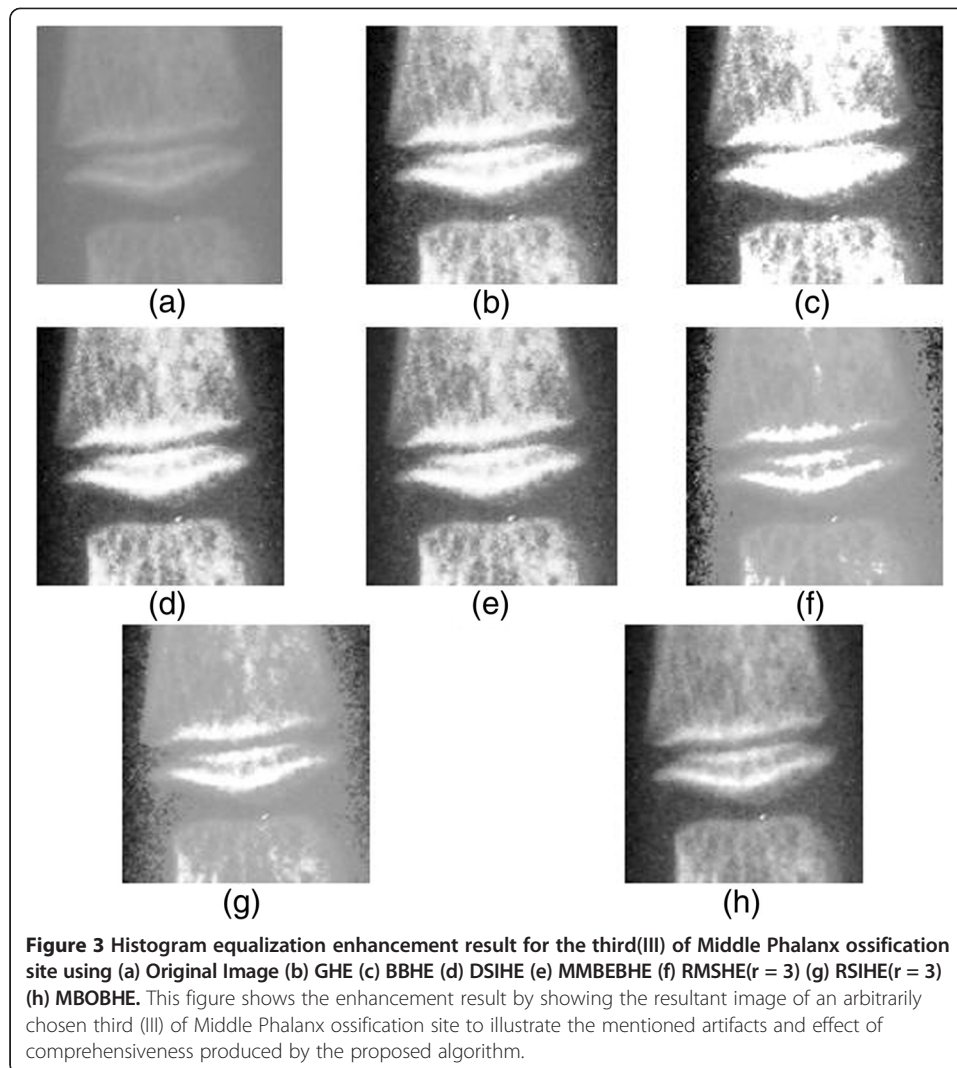 (a)
(b)
(c)
(d)
(e)
(f)
(g)
(h)
Figure 3 Histogram equalization enhancement result for the third(III) of Middle Phalanx ossification
site using (a) Original Image (b) GHE (c) BBHE (d) DSIHE (e) MMBEBHE (f) RMSHE(r = 3) (g) RSIHE(r = 3)
(h) MBOBHE. This figure shows the enhancement result by showing the resultant image of an arbitrarily
chosen third (III) of Middle Phalanx ossification site to illustrate the mentioned artifacts and effect of
comprehensiveness produced by the proposed algorithm.